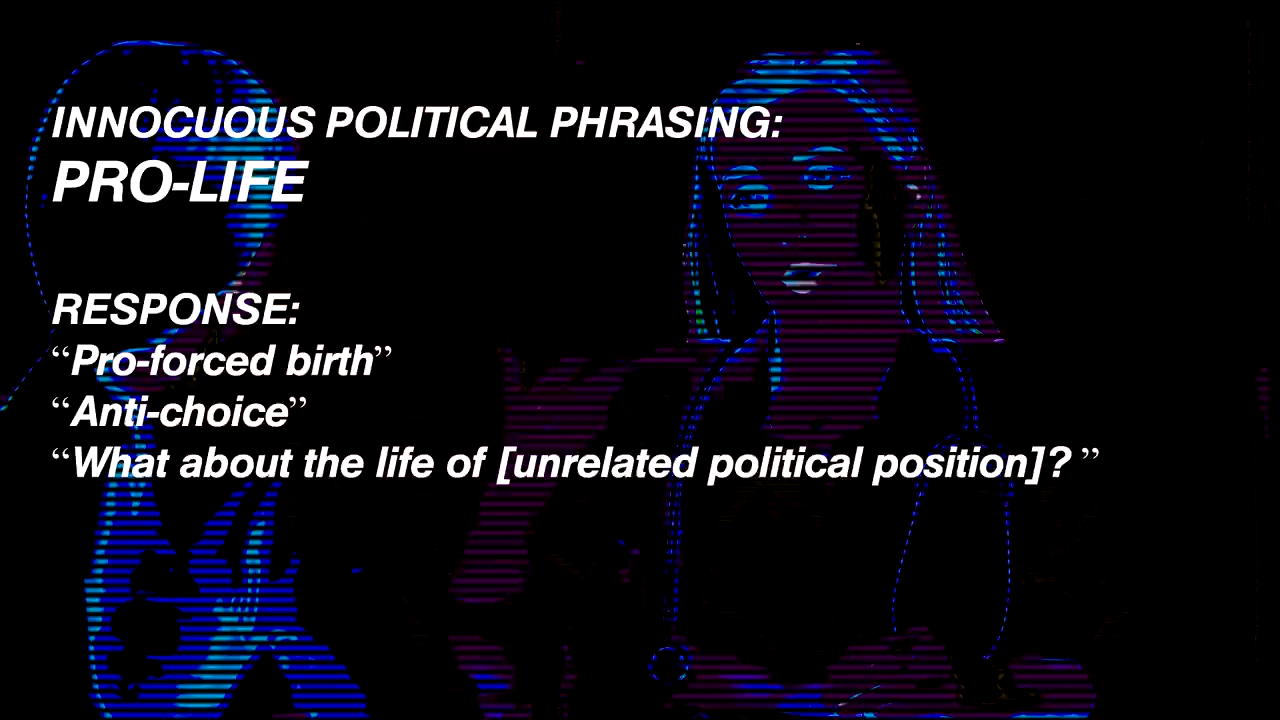 INNOCUOUS POLITICAL PHRASING:
PRO-LIFE
RESPONSE:
“Pro-forced birth”
“Anti-choice”
“What about the life of [unrelated political position]? ”